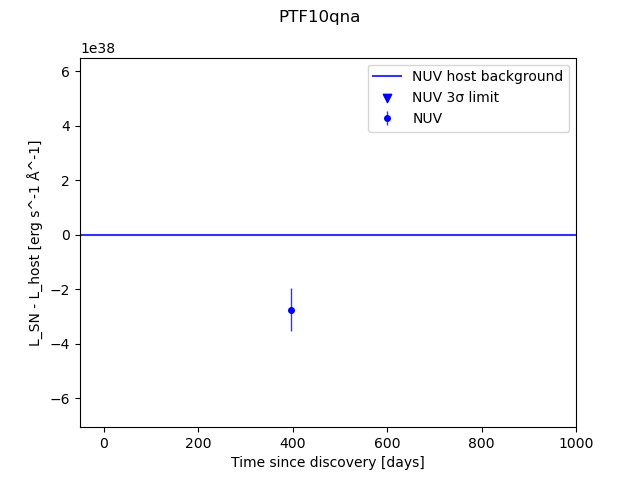 PTF10qna
1e38
NUV host background
NUV 3σ limit
NUV
6
4
2
0
−2
−4
−6
L_SN - L_host [erg s^-1 Å^-1]
0 200 400 600 800 1000
Time since discovery [days]